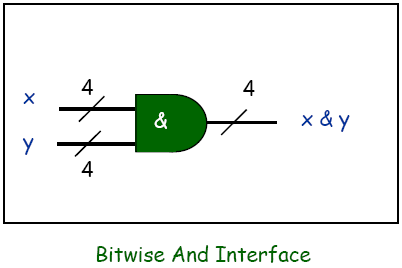 4
4
x
&
x & y
y
4
Bitwise And Interface